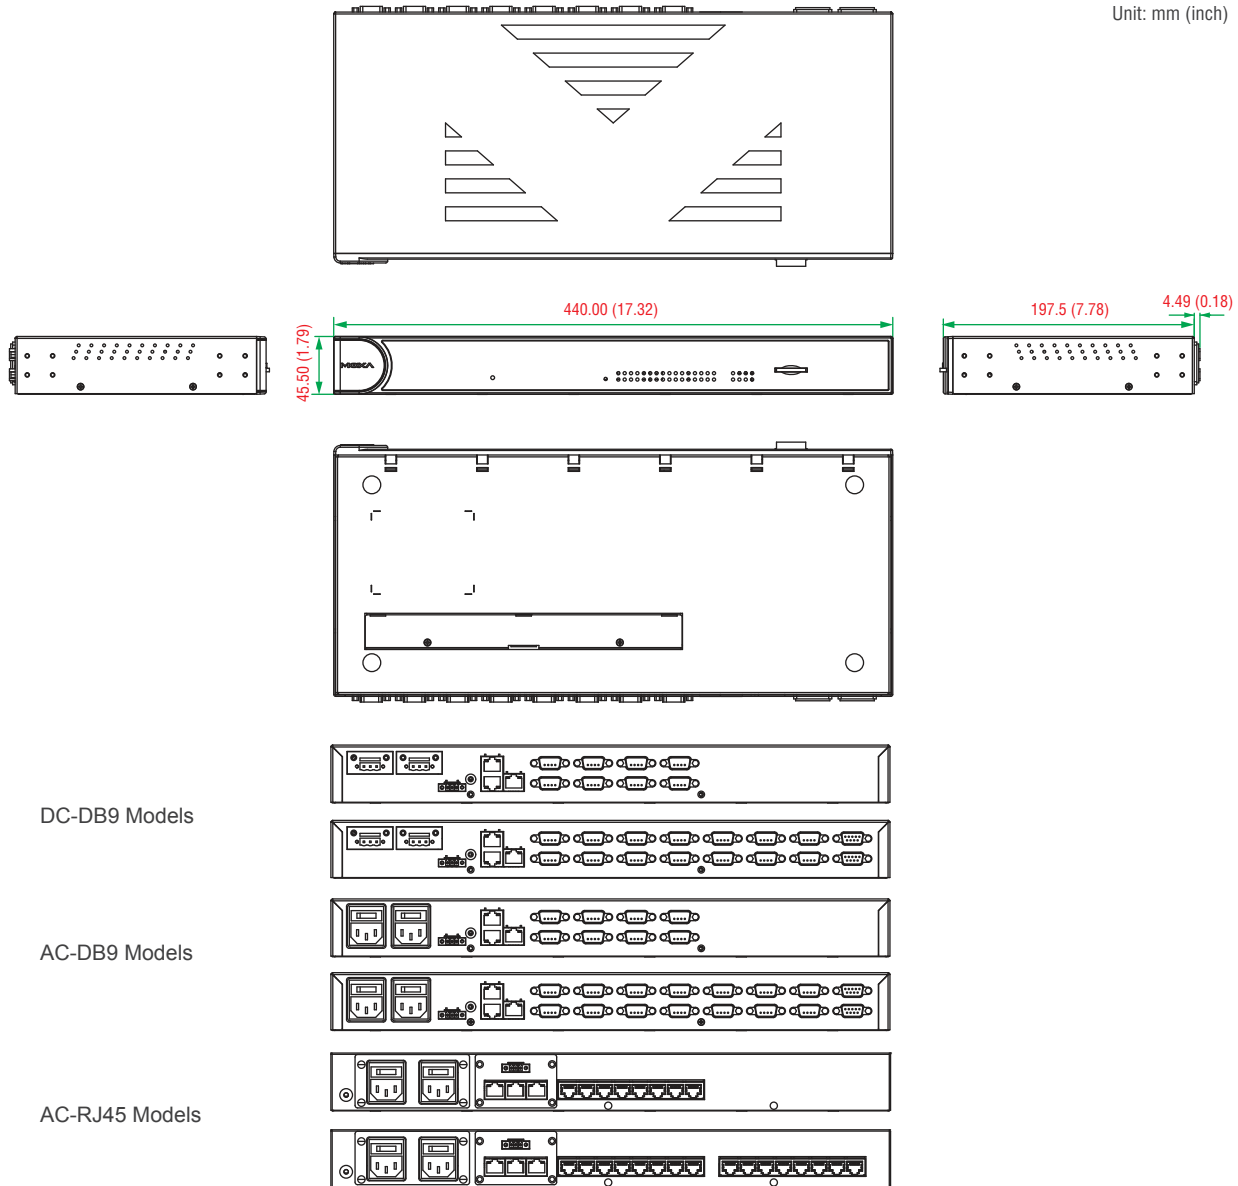 Unit: mm (inch)
440.00 (17.32)
197.5 (7.78)
4.49 (0.18)
45.50 (1.79)
MOXA
DC-DB9 Models
AC-DB9 Models
AC-RJ45 Models